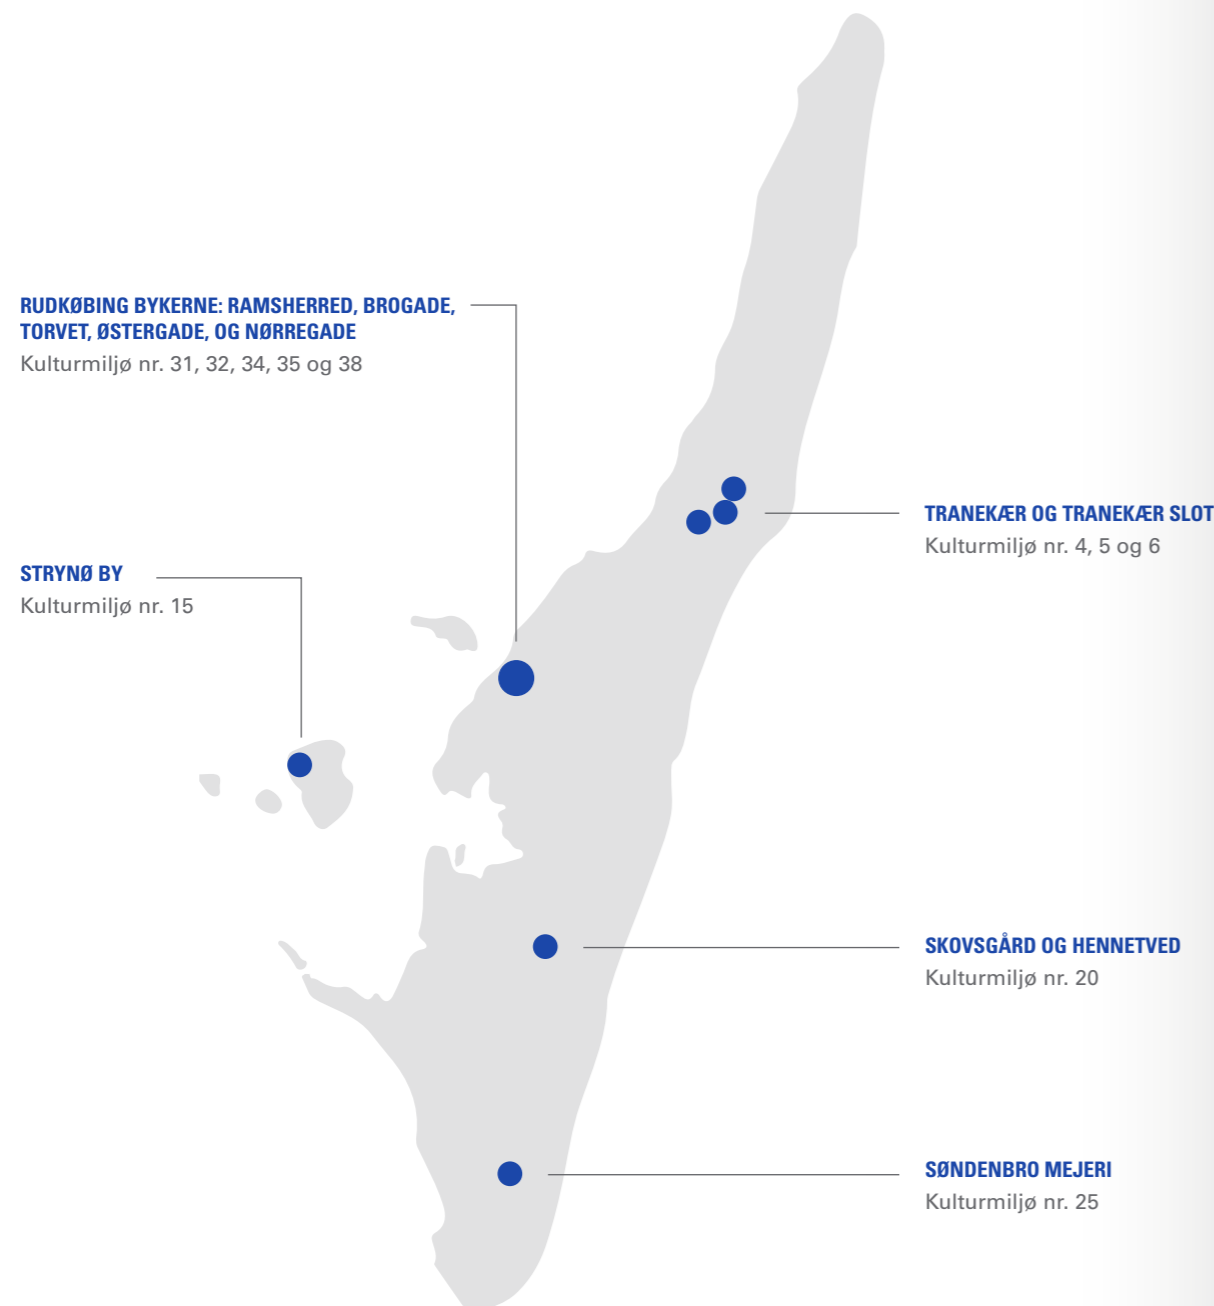 RUDKØBING BYKERNE: RAMSHERRED, BROGADE,
TORVET, ØSTERGADE, OG NØRREGADE
Kulturmiljø nr. 31, 32, 34, 35 og 38
TRANEKÆR OG TRANEKÆR SLOT
Kulturmiljø nr. 4, 5 og 6
STRYNØ BY
Kulturmiljø nr. 15
SKOVSGÅRD OG HENNETVED
Kulturmiljø nr. 20
SØNDENBRO MEJERI
Kulturmiljø nr. 25